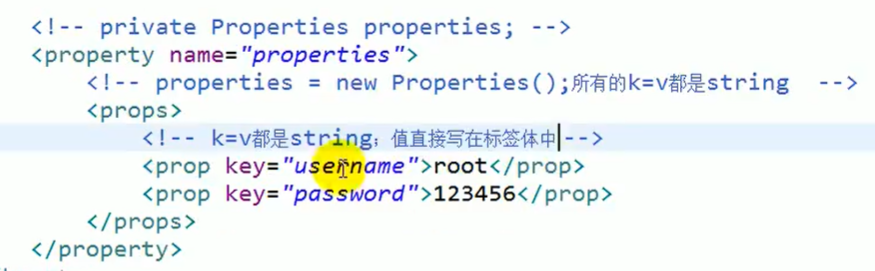 <!-- private Properties properties; -->
<property name="properties">
<!-- properties = new Properties();所有的k=v都是string  -->
<props>
<!-- k=v都是string；值直接写在标签体中-->
<prop key="username">root</prop>
<prop key="password">123456</prop>
</props>
</property>